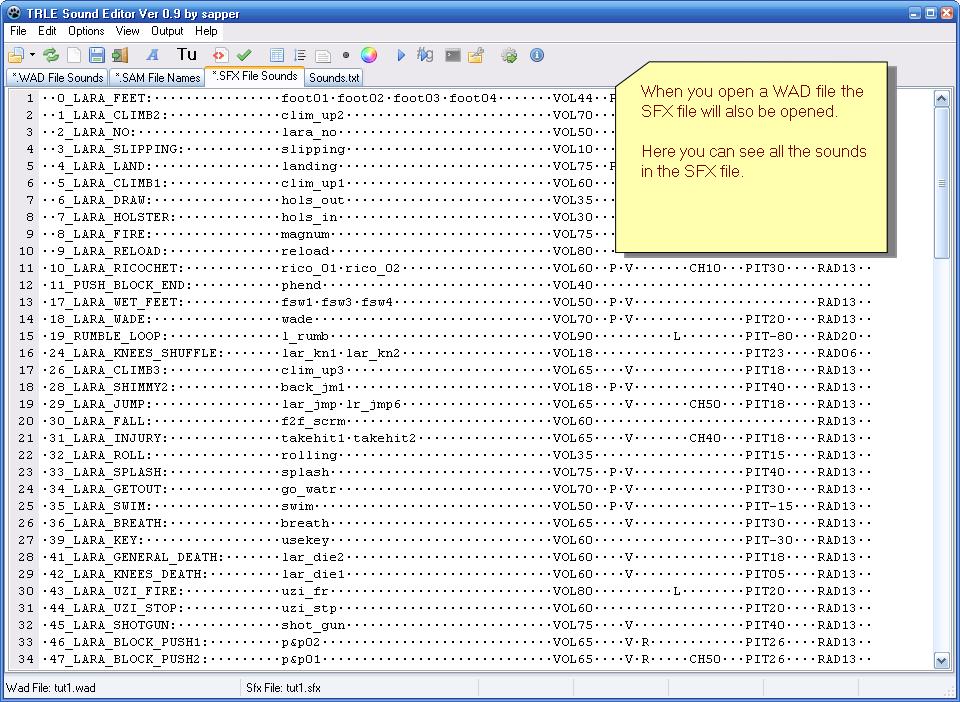 TRLE Sound Editor Ver 0.9 by sapper
File Edit Options View Output Help
Tu
*.WAD File Sounds *.SAM File Names *.SFX File Sounds Sounds.txt
When you open a WAD file the
SFX file will also be opened.
Here you can see all the sounds
in the SFX file.
1 ··0_LARA_FEET:················foot01·foot02·foot03·foot04·······VOL44··P
2 ··1_LARA_CLIMB2:··············clim_up2··························VOL70··P
3 ··2_LARA_NO:··················lara_no···························VOL50··P
4 ··3_LARA_SLIPPING:············slipping··························VOL10··P
5 ··4_LARA_LAND:················landing···························VOL75··P
6 ··5_LARA_CLIMB1:··············clim_up1··························VOL60··
7 ··6_LARA_DRAW:················hols_out··························VOL35··
8 ··7_LARA_HOLSTER:·············hols_in···························VOL30··
9 ··8_LARA_FIRE:················magnum····························VOL75··
10 ··9_LARA_RELOAD:··············reload····························VOL80··
11 ·10_LARA_RICOCHET:············rico_01·rico_02···················VOL60··P·V·······CH10···PIT30····RAD13··
12 ·11_PUSH_BLOCK_END:···········phend·····························VOL40··································
13 ·17_LARA_WET_FEET:············fsw1·fsw3·fsw4····················VOL50··P·V·······················RAD13··
14 ·18_LARA_WADE:················wade······························VOL70··P·V··············PIT20····RAD13··
15 ·19_RUMBLE_LOOP:··············l_rumb····························VOL90··········L········PIT-80···RAD20··
16 ·24_LARA_KNEES_SHUFFLE:·······lar_kn1·lar_kn2···················VOL18···················PIT23····RAD06··
17 ·26_LARA_CLIMB3:··············clim_up3··························VOL65····V··············PIT18····RAD13··
18 ·28_LARA_SHIMMY2:·············back_jm1··························VOL18··P·V··············PIT40····RAD13··
19 ·29_LARA_JUMP:················lar_jmp·lr_jmp6···················VOL65····V·······CH50···PIT18····RAD13··
20 ·30_LARA_FALL:················f2f_scrm··························VOL60····························RAD13··
21 ·31_LARA_INJURY:··············takehit1·takehit2·················VOL65····V·······CH40···PIT18····RAD13··
22 ·32_LARA_ROLL:················rolling···························VOL35···················PIT15····RAD13··
23 ·33_LARA_SPLASH:··············splash····························VOL75··P·V··············PIT40····RAD13··
24 ·34_LARA_GETOUT:··············go_watr···························VOL70··P·V··············PIT30····RAD13··
25 ·35_LARA_SWIM:················swim······························VOL50··P·V··············PIT-15···RAD13··
26 ·36_LARA_BREATH:··············breath····························VOL65····V··············PIT30····RAD13··
27 ·39_LARA_KEY:·················usekey····························VOL60···················PIT-30···RAD13··
28 ·41_LARA_GENERAL_DEATH:·······lar_die2··························VOL60····V··············PIT18····RAD13··
29 ·42_LARA_KNEES_DEATH:·········lar_die1··························VOL60····V··············PIT05····RAD13··
30 ·43_LARA_UZI_FIRE:············uzi_fr····························VOL80··········L········PIT20····RAD13··
31 ·44_LARA_UZI_STOP:············uzi_stp···························VOL60···················PIT20····RAD13··
32 ·45_LARA_SHOTGUN:·············shot_gun··························VOL75····V··············PIT40····RAD13··
33 ·46_LARA_BLOCK_PUSH1:·········p&p02·····························VOL65····V·R············PIT26····RAD13··
34 ·47_LARA_BLOCK_PUSH2:·········p&p01·····························VOL65····V·R·····CH50···PIT26····RAD13··
Wad File: tut1.wad Sfx File: tut1.sfx